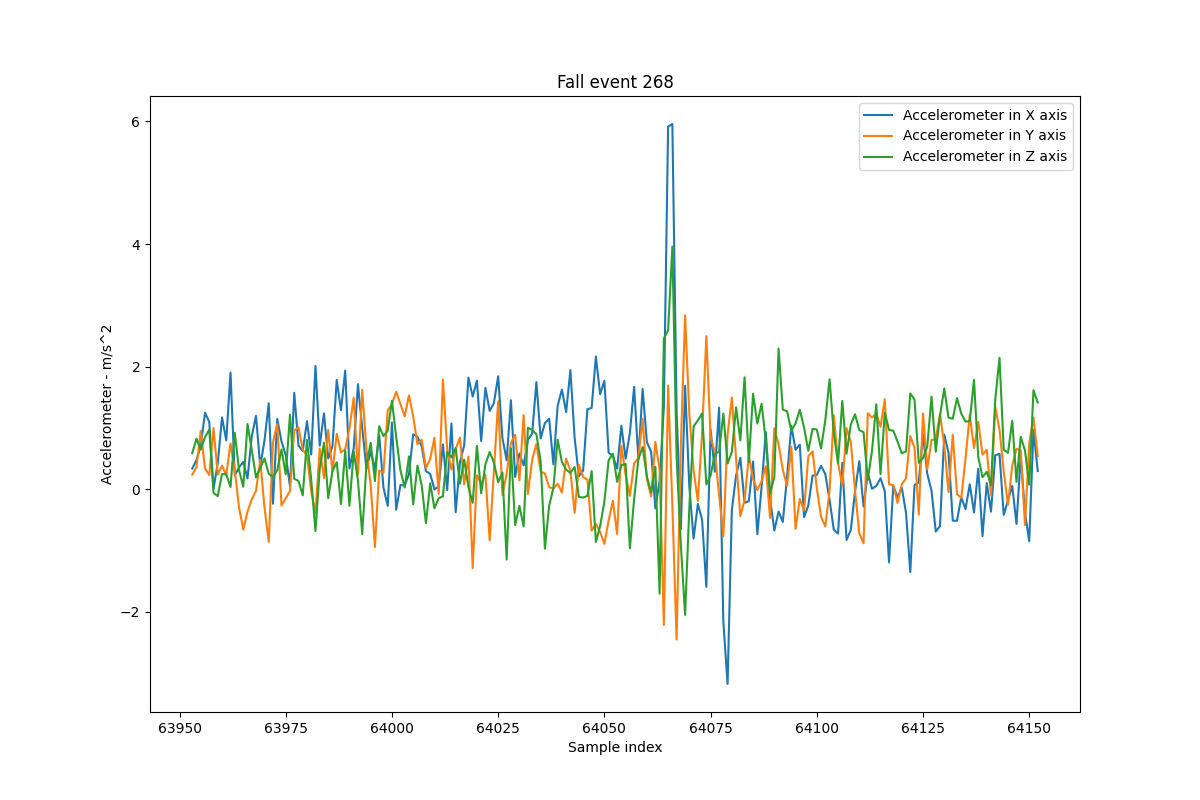 Fall event 268
Accelerometer in X axis
Accelerometer in Y axis
Accelerometer in Z axis
6
4
2
0
−2
Accelerometer - m/s^2
63950 63975 64000 64025 64050 64075 64100 64125 64150
Sample index